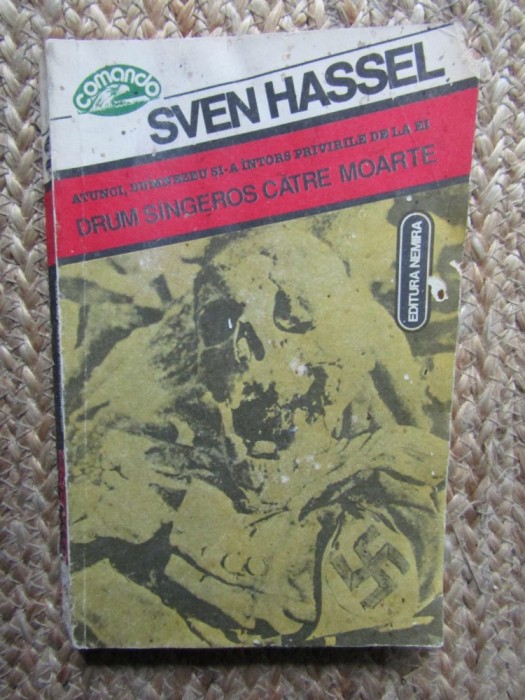 comando
SVEN HASSEL
ATUNCI, DUMNEZEU ŞI-A ÎNTORS PRIVIRILE DE LA EI
DRUM SÎNGEROS CĂTRE MOARTE
EDITURA NEMIRA